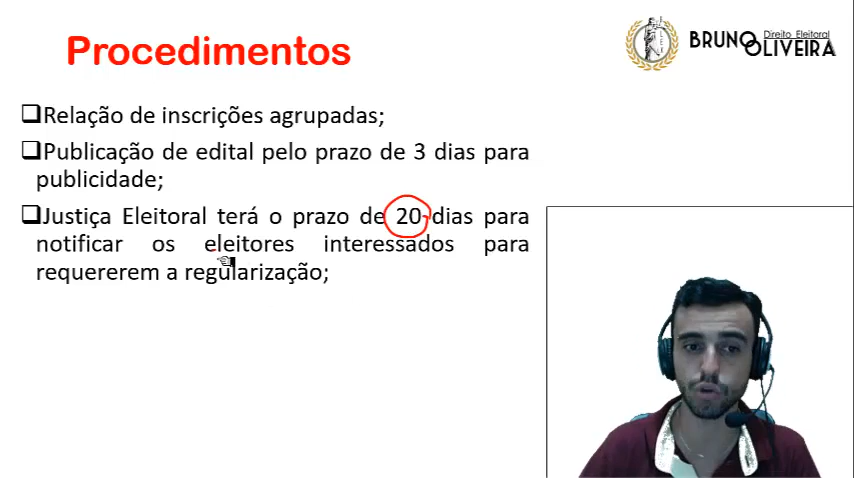 Procedimentos
Direito Eleitoral
BRUNO OLIVEIRA
❑Relação de inscrições agrupadas;
❑Publicação de edital pelo prazo de 3 dias para
publicidade;
❑Justiça Eleitoral terá o prazo de 20 dias para
notificar os eleitores interessados para
requererem a regularização;